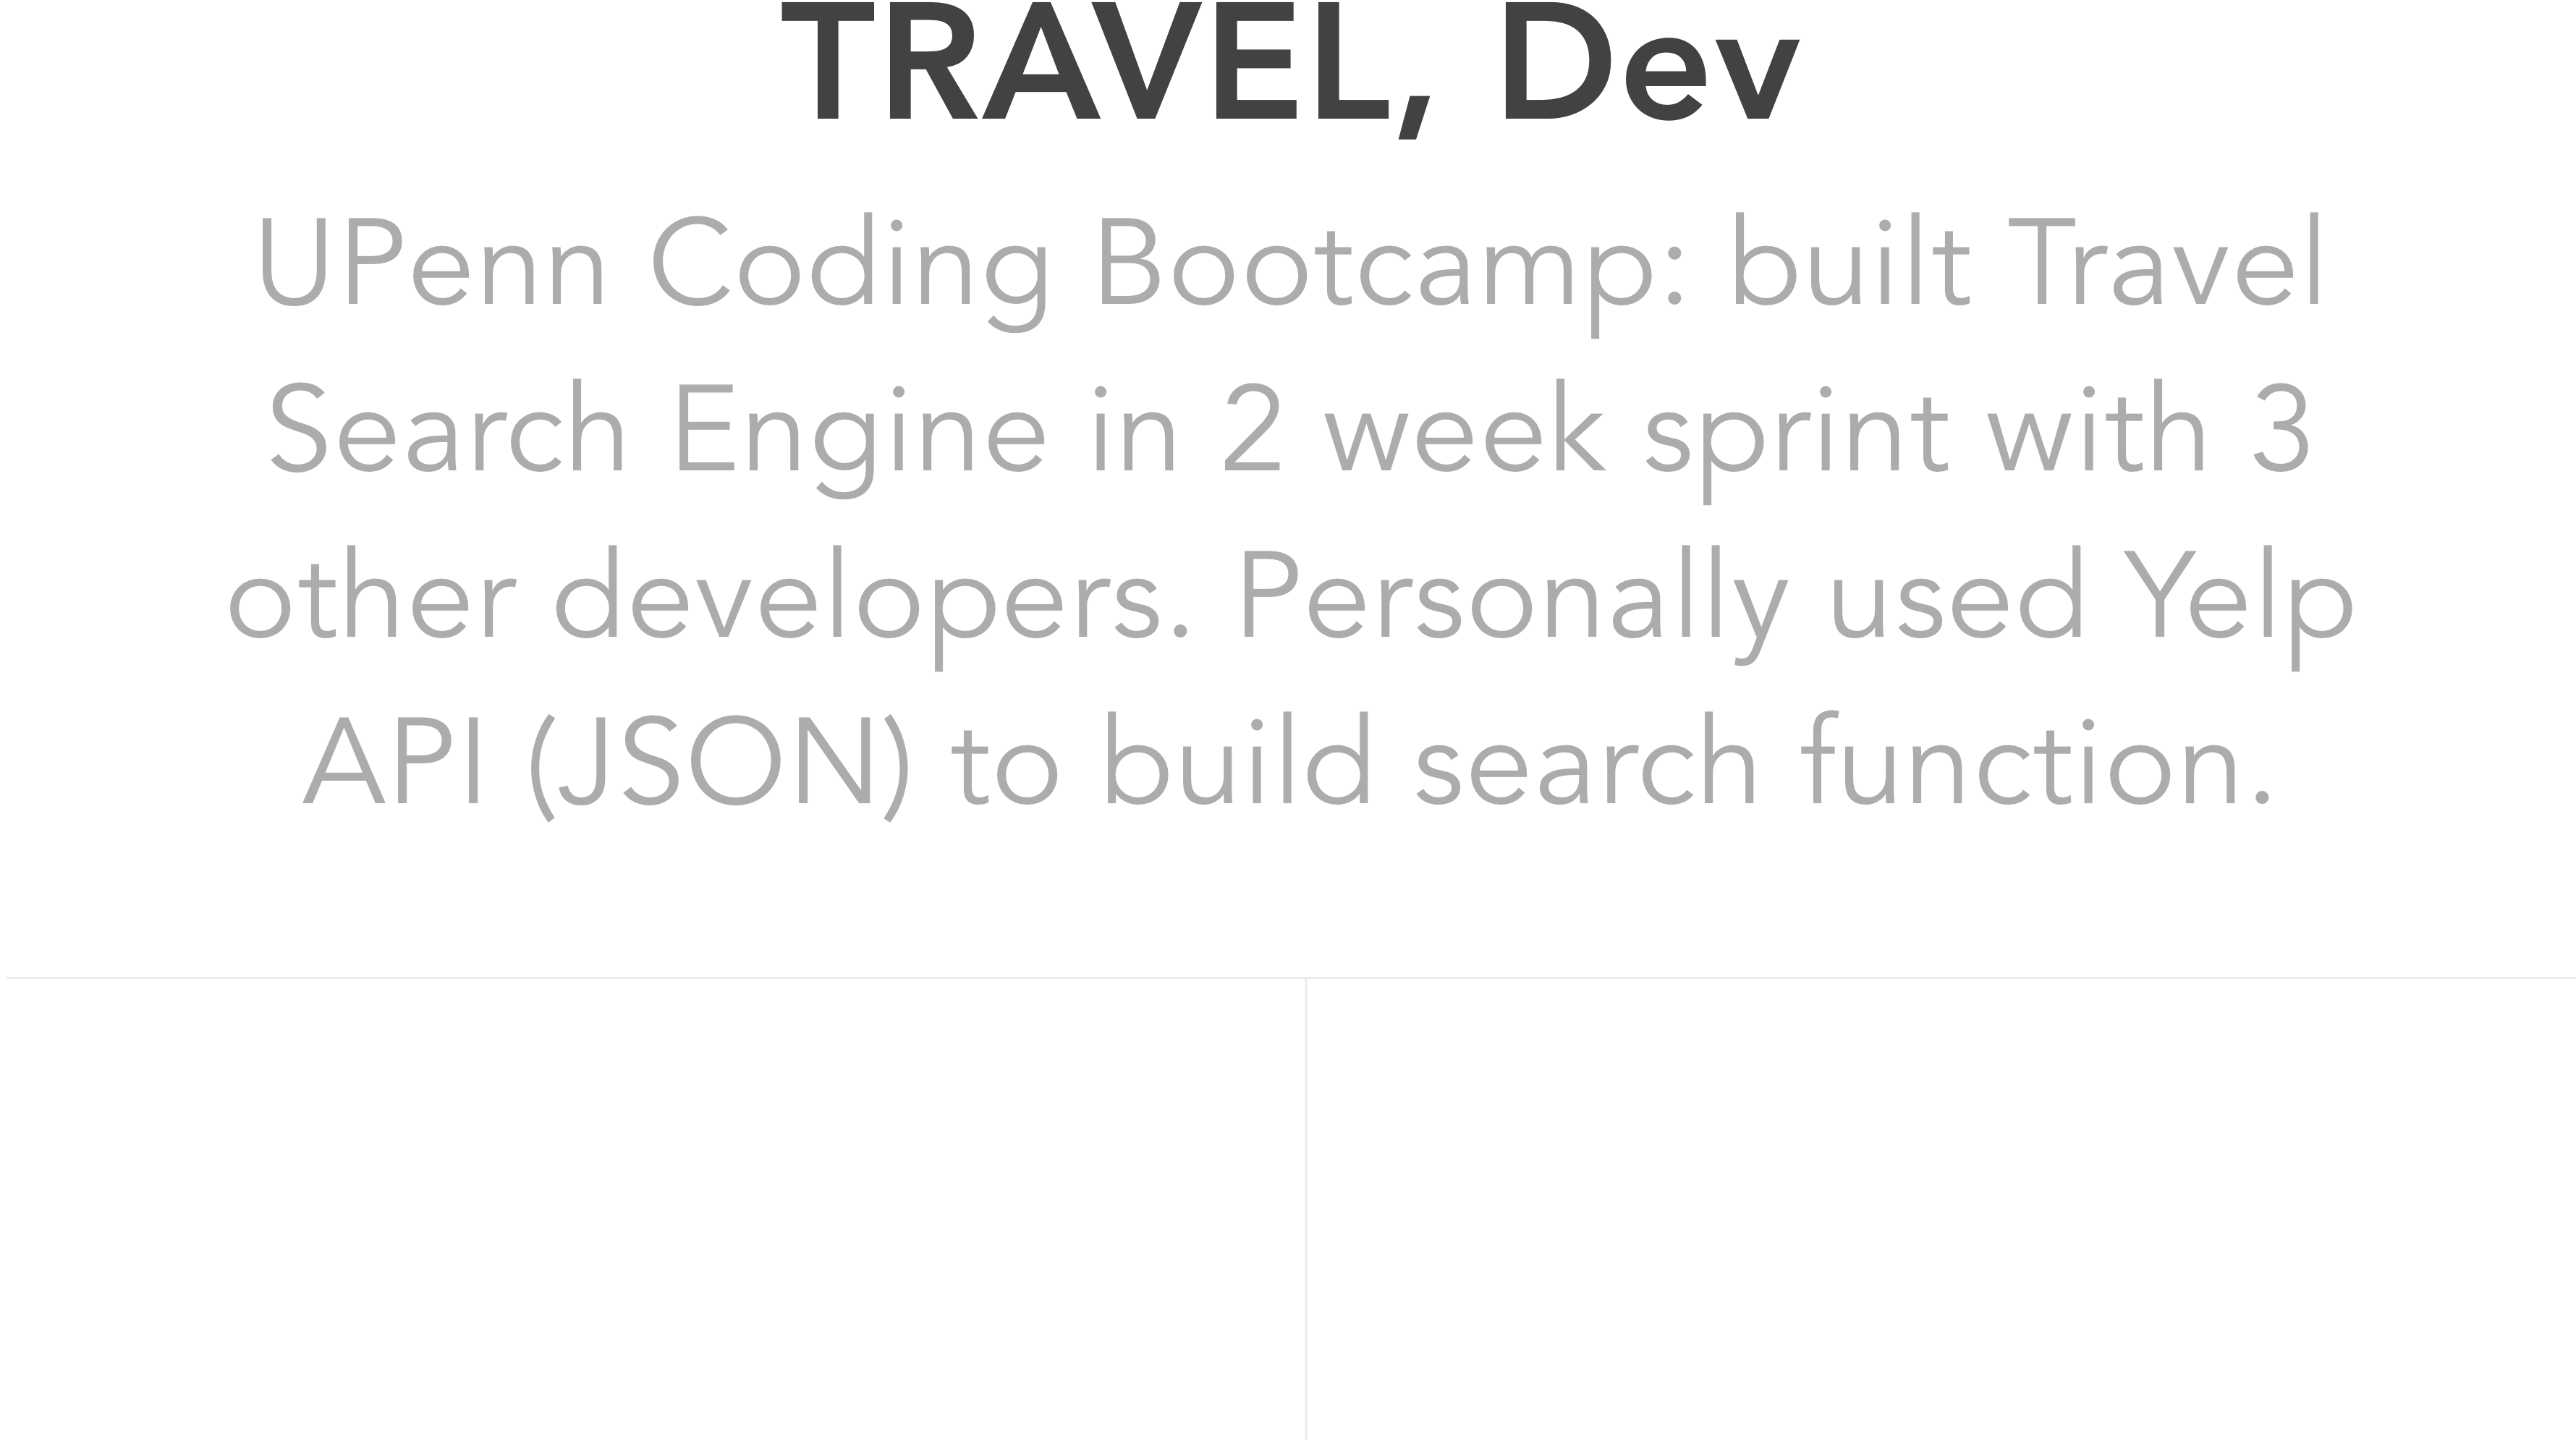 TRAVEL, Dev
UPenn Coding Bootcamp: built Travel
Search Engine in 2 week sprint with 3
other developers. Personally used Yelp
API (JSON) to build search function.